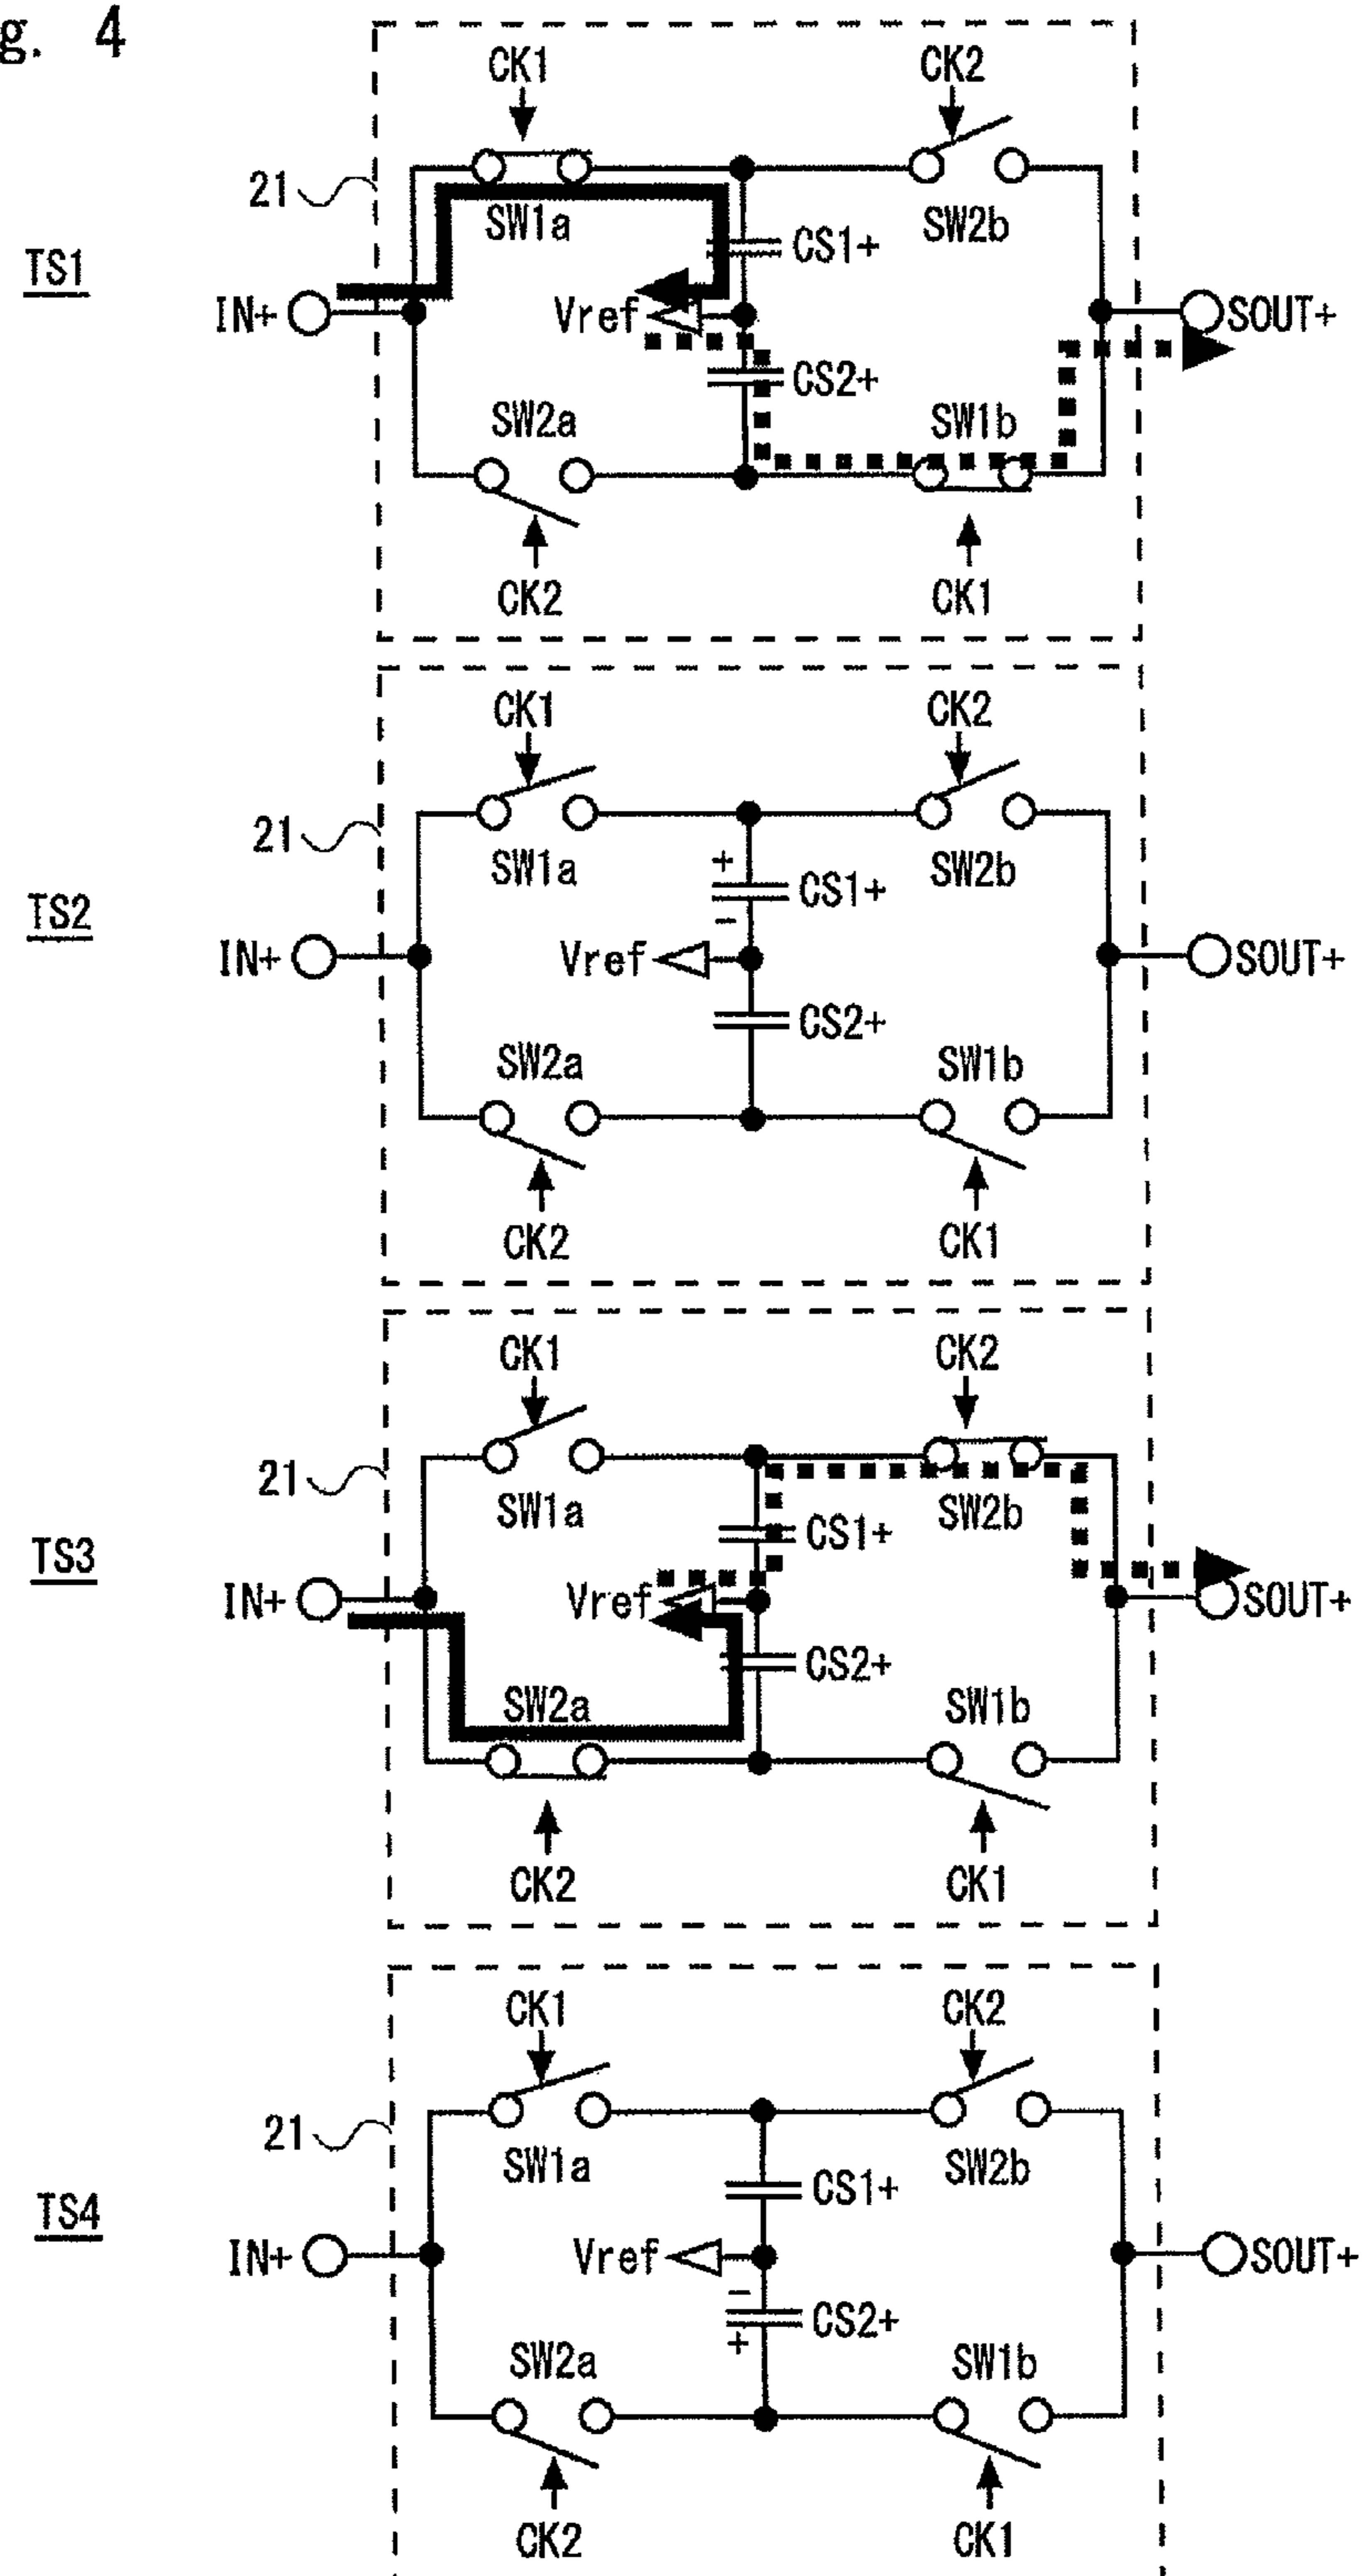 g. 4
CK1
CK2
21
SW1a
SW2b
CS1+
TS1
IN+
Vref
SOUT+
CS2+
SW2a
SW1b
CK2
CK1
CK1
CK2
21
SW1a
SW2b
+
CS1+
-
TS2
IN+
Vref
SOUT+
CS2+
SW2a
SW1b
CK2
CK1
CK1
CK2
21
SW1a
SW2b
CS1+
TS3
IN+
Vref
SOUT+
CS2+
SW2a
SW1b
CK2
CK1
CK1
CK2
21
SW1a
SW2b
CS1+
TS4
IN+
Vref
SOUT+
-
CS2+
+
SW2a
SW1b
CK2
CK1